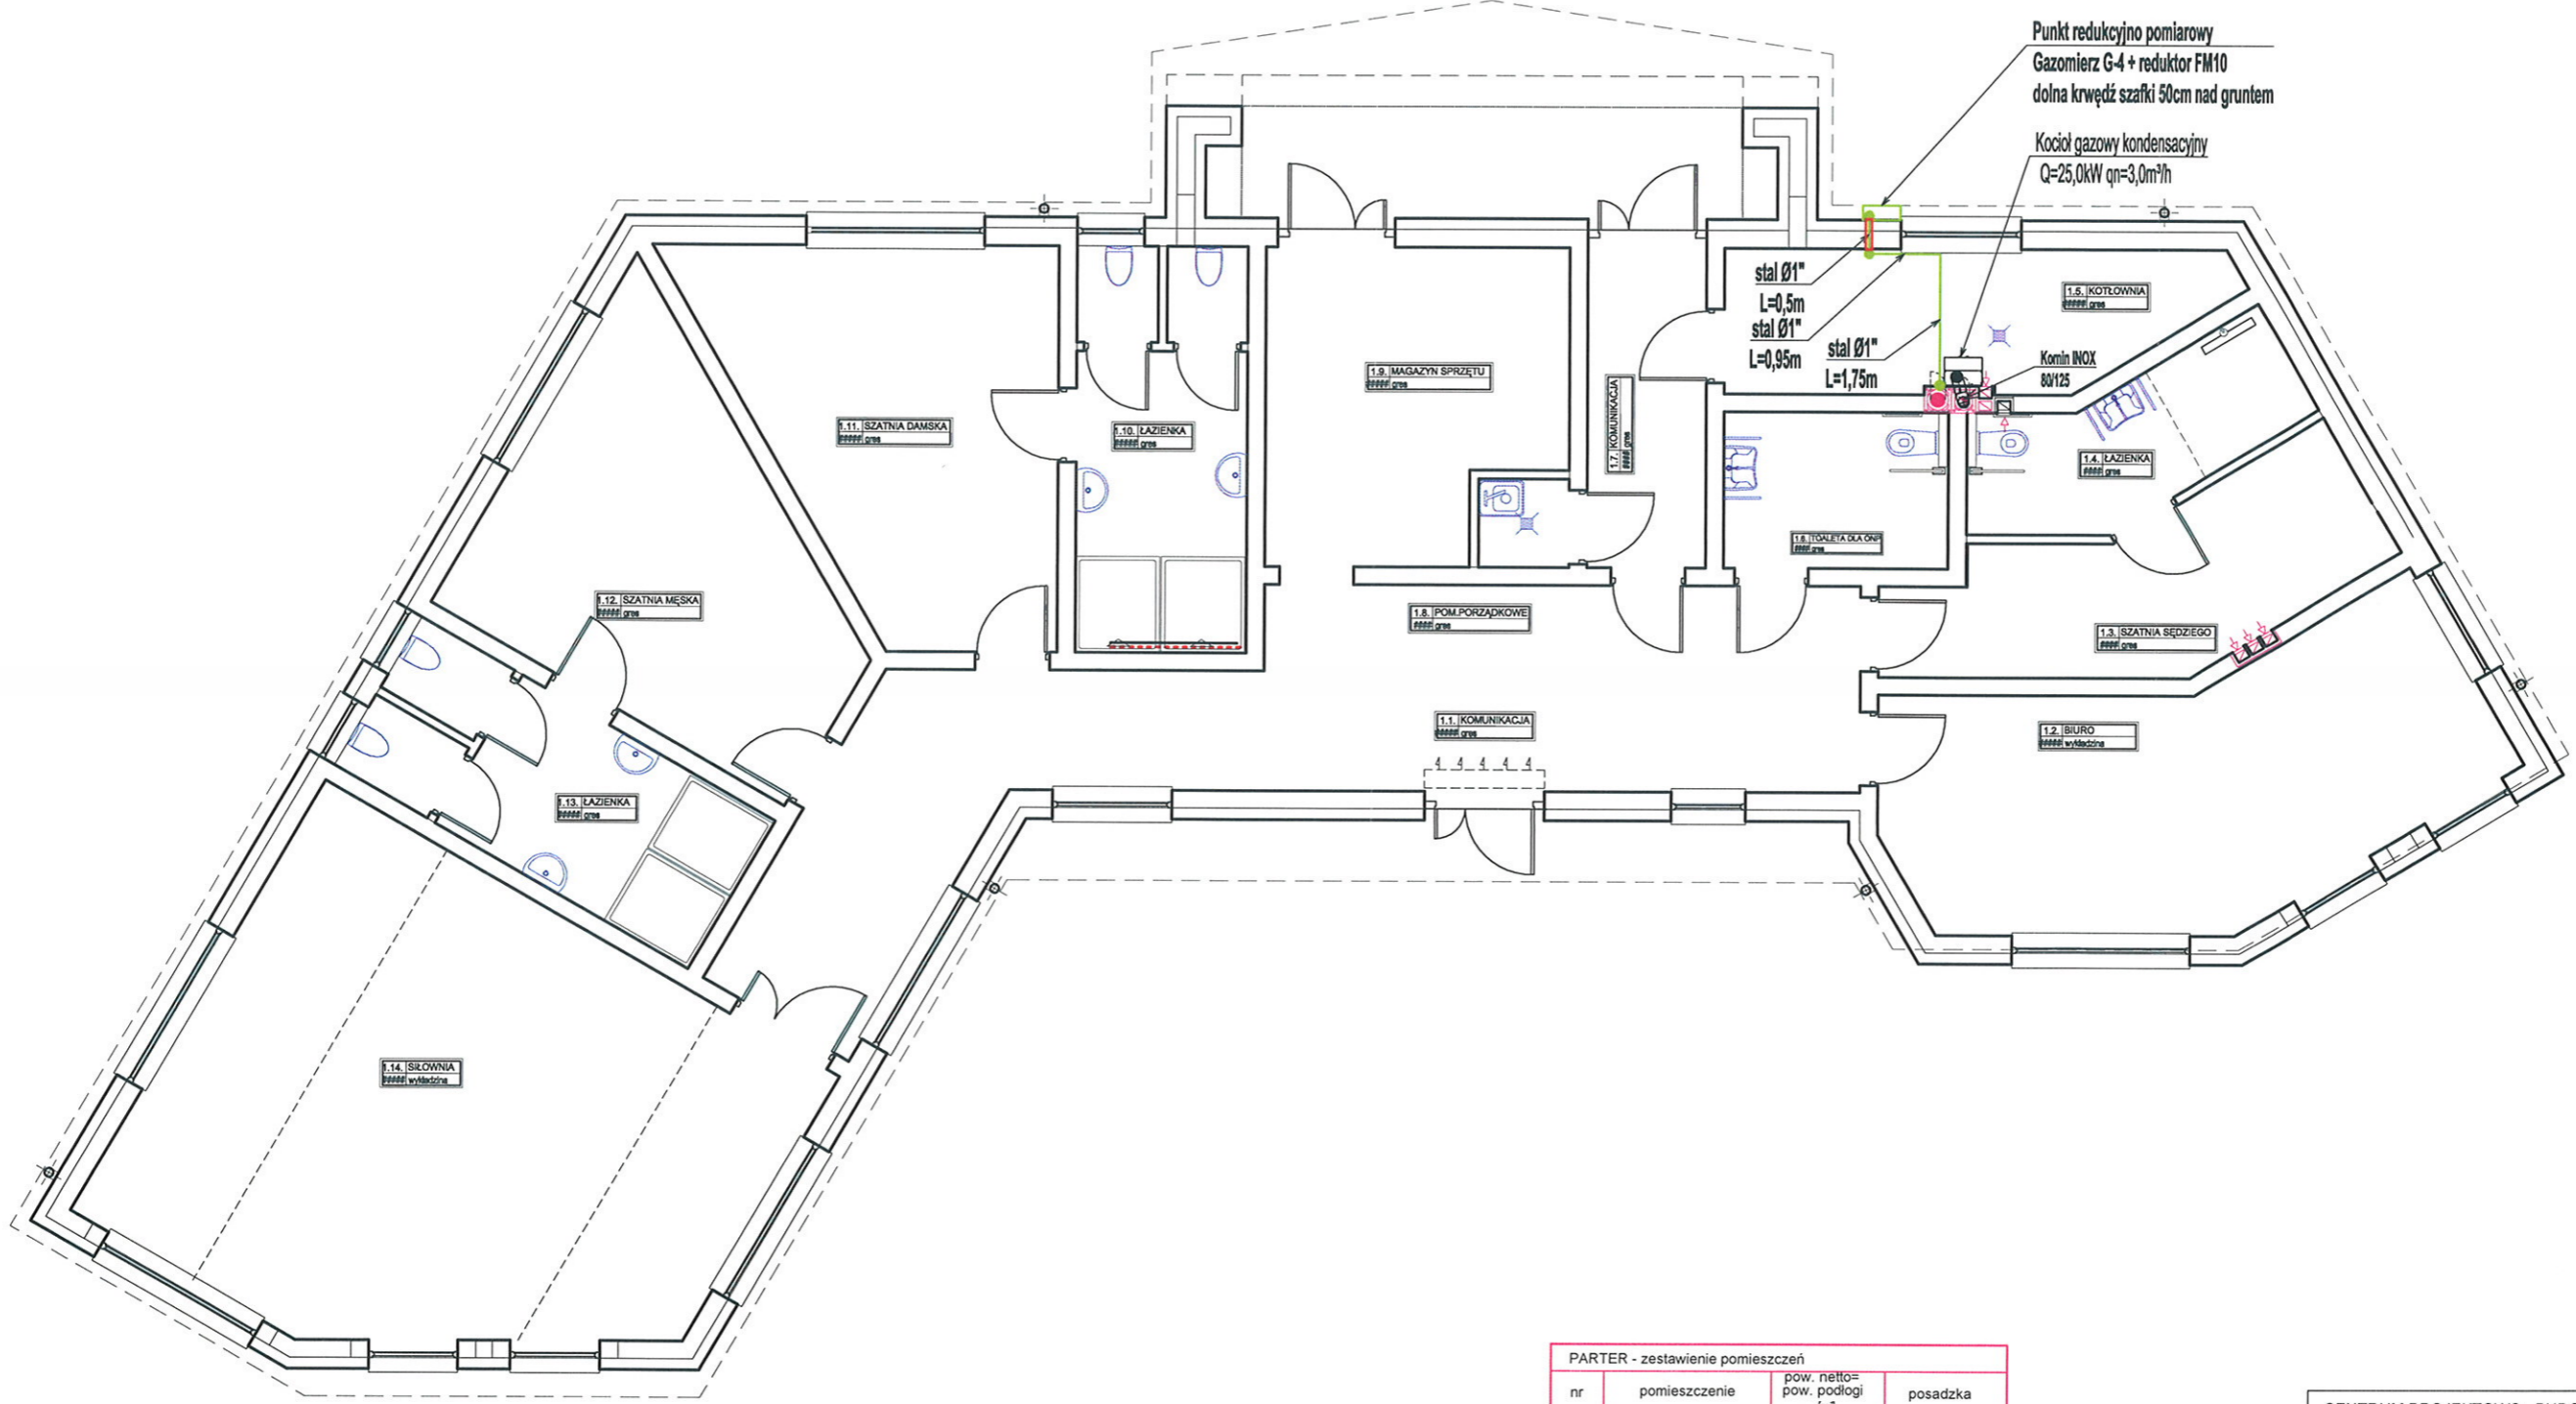 Punkt redukcyjno pomiarowy
Gazomierz G-4 + reduktor FM10
dolna krwędź szafki 50cm nad gruntem
Kocioł gazowy kondensacyjny
Q=25,0kW qn=3,0m³/h
stal Ø1"
L=0,5m
stal Ø1"
L=0,95m
stal Ø1"
L=1,75m
Komin INOX
80/125
1.5. KOTŁOWNIA
##### gres
1.9. MAGAZYN SPRZĘTU
##### gres
1.7. KOMUNIKACJA
#### gres
1.11. SZATNIA DAMSKA
##### gres
1.10. ŁAZIENKA
##### gres
1.4. ŁAZIENKA
#### gres
1.6. TOALETA DLA ONP
#### gres
1.12. SZATNIA MĘSKA
##### gres
1.8. POM.PORZĄDKOWE
#### gres
1.3. SZATNIA SĘDZIEGO
#### gres
1.1. KOMUNIKACJA
##### gres
1.2. BIURO
##### wykładzina
4 4 4 4 4
1.13. ŁAZIENKA
##### gres
1.14. SIŁOWNIA
##### wykładzina
PARTER - zestawienie pomieszczeń
nr pomieszczenie pow. netto= pow. podłogi posadzka